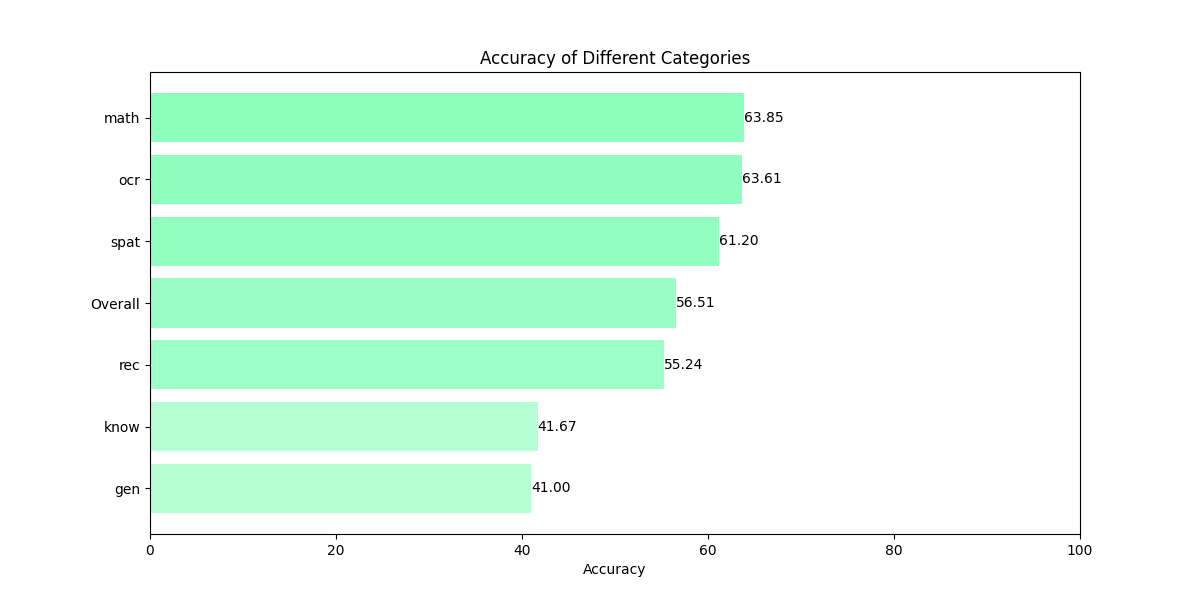 Accuracy of Different Categories
math 63.85
ocr 63.61
spat 61.20
Overall 56.51
rec 55.24
know 41.67
gen 41.00
0 20 40 60 80 100
Accuracy